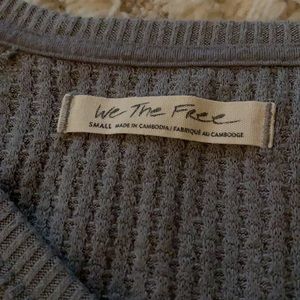 We The Free
SMALL MADE IN CAMBODIA / FABRIQUÉ AU CAMBODGE